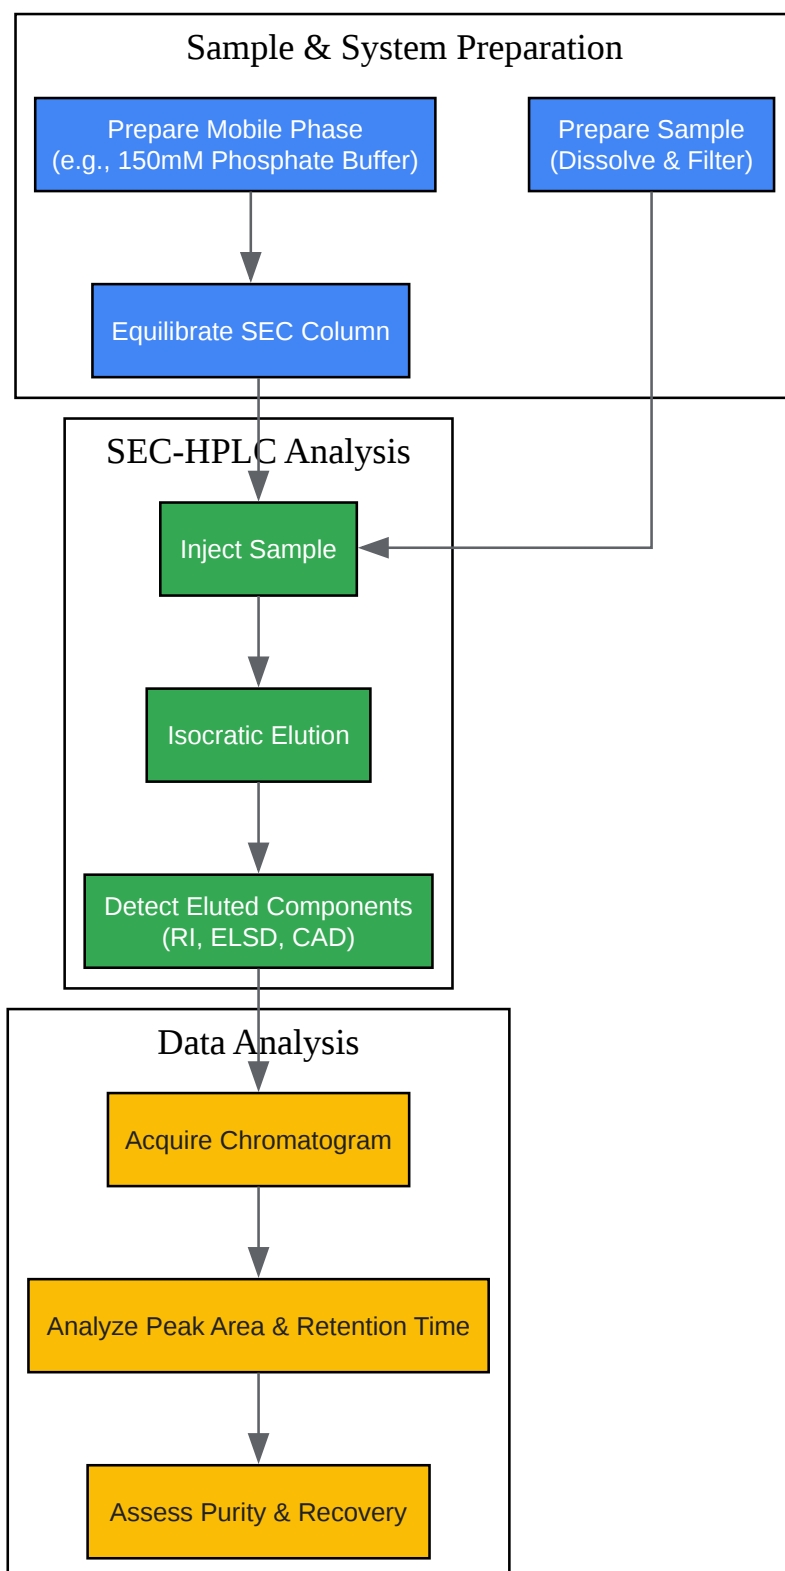 Sample & System Preparation
Prepare Mobile Phase
(e.g., 150mM Phosphate Buffer)
Prepare Sample
(Dissolve & Filter)
Equilibrate SEC Column
SEC-HPLC Analysis
Inject Sample
Isocratic Elution
Detect Eluted Components
(RI, ELSD, CAD)
Data Analysis
Acquire Chromatogram
Analyze Peak Area & Retention Time
Assess Purity & Recovery